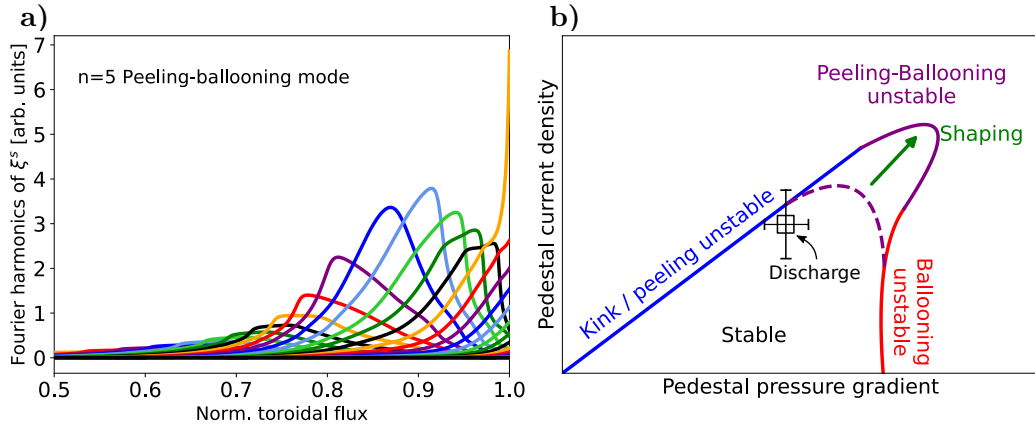 a)
Fourier harmonics of ξˢ [arb. units]
7
6
5
4
3
2
1
0
n=5 Peeling-ballooning mode
0.5
0.6
0.7
0.8
0.9
1.0
Norm. toroidal flux
b)
Pedestal current density
Peeling-Ballooning
unstable
Shaping
Kink / peeling unstable
Discharge
Stable
Ballooning
unstable
Pedestal pressure gradient